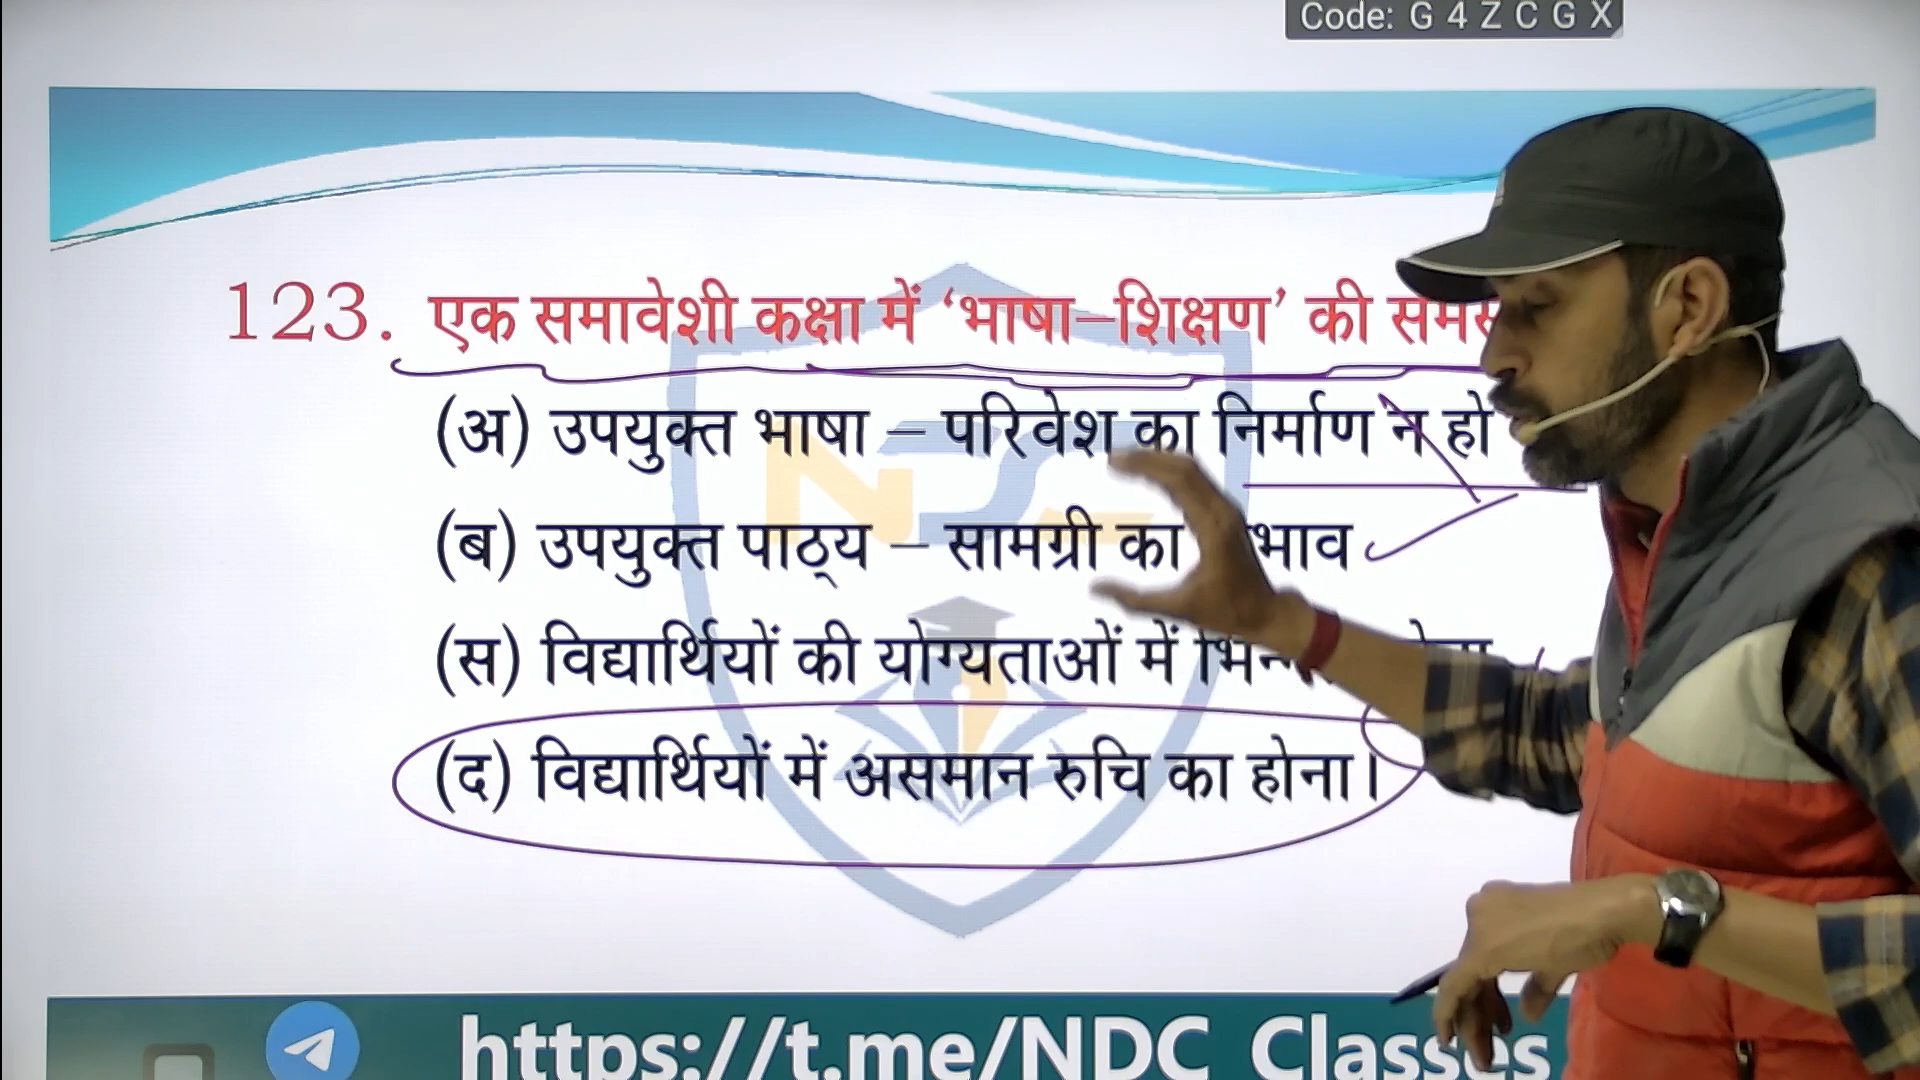 Code: G 4 Z C G X
123. एक समावेशी कक्षा में ‘भाषा–शिक्षण’ की
(अ) उपयुक्त भाषा – परिवेश का निर्माण न हो
(ब) उपयुक्त पाठ्य – सामग्री का
(स) विद्यार्थियों की योग्यताओं में
(द) विद्यार्थियों में असमान रुचि का होना।
https://t.me/NDC_Classes